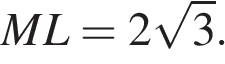 ML = 2√3.